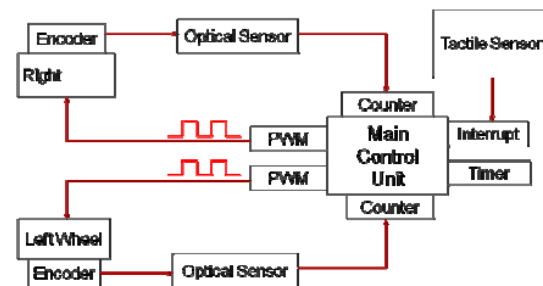 Encoder
Optical Sensor
Tactile Sensor
Right
Counter
PWM
Main
Control
Unit
Interrupt
PWM
Timer
Counter
Left Wheel
Encoder
Optical Sensor